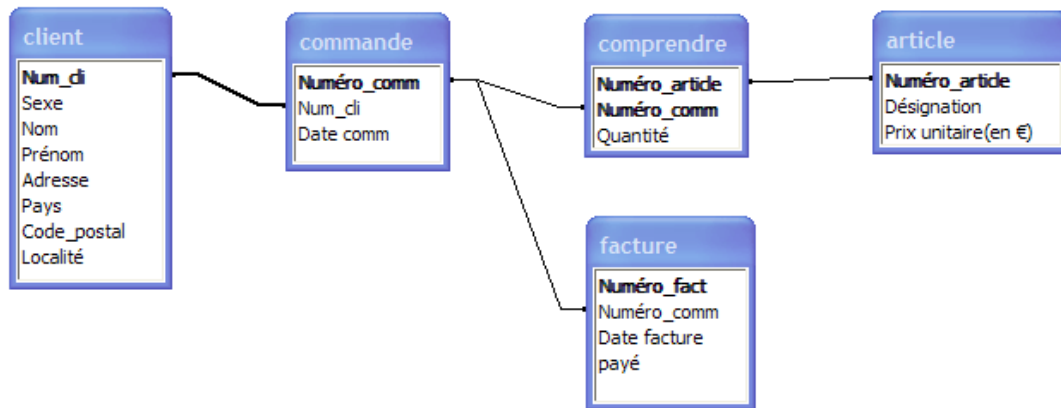 client
Num_cli
Sexe
Nom
Prénom
Adresse
Pays
Code_postal
Localité
commande
Numéro_comm
Num_cli
Date comm
comprendre
Numéro_article
Numéro_comm
Quantité
article
Numéro_article
Désignation
Prix unitaire(en €)
facture
Numéro_fact
Numéro_comm
Date facture
payé